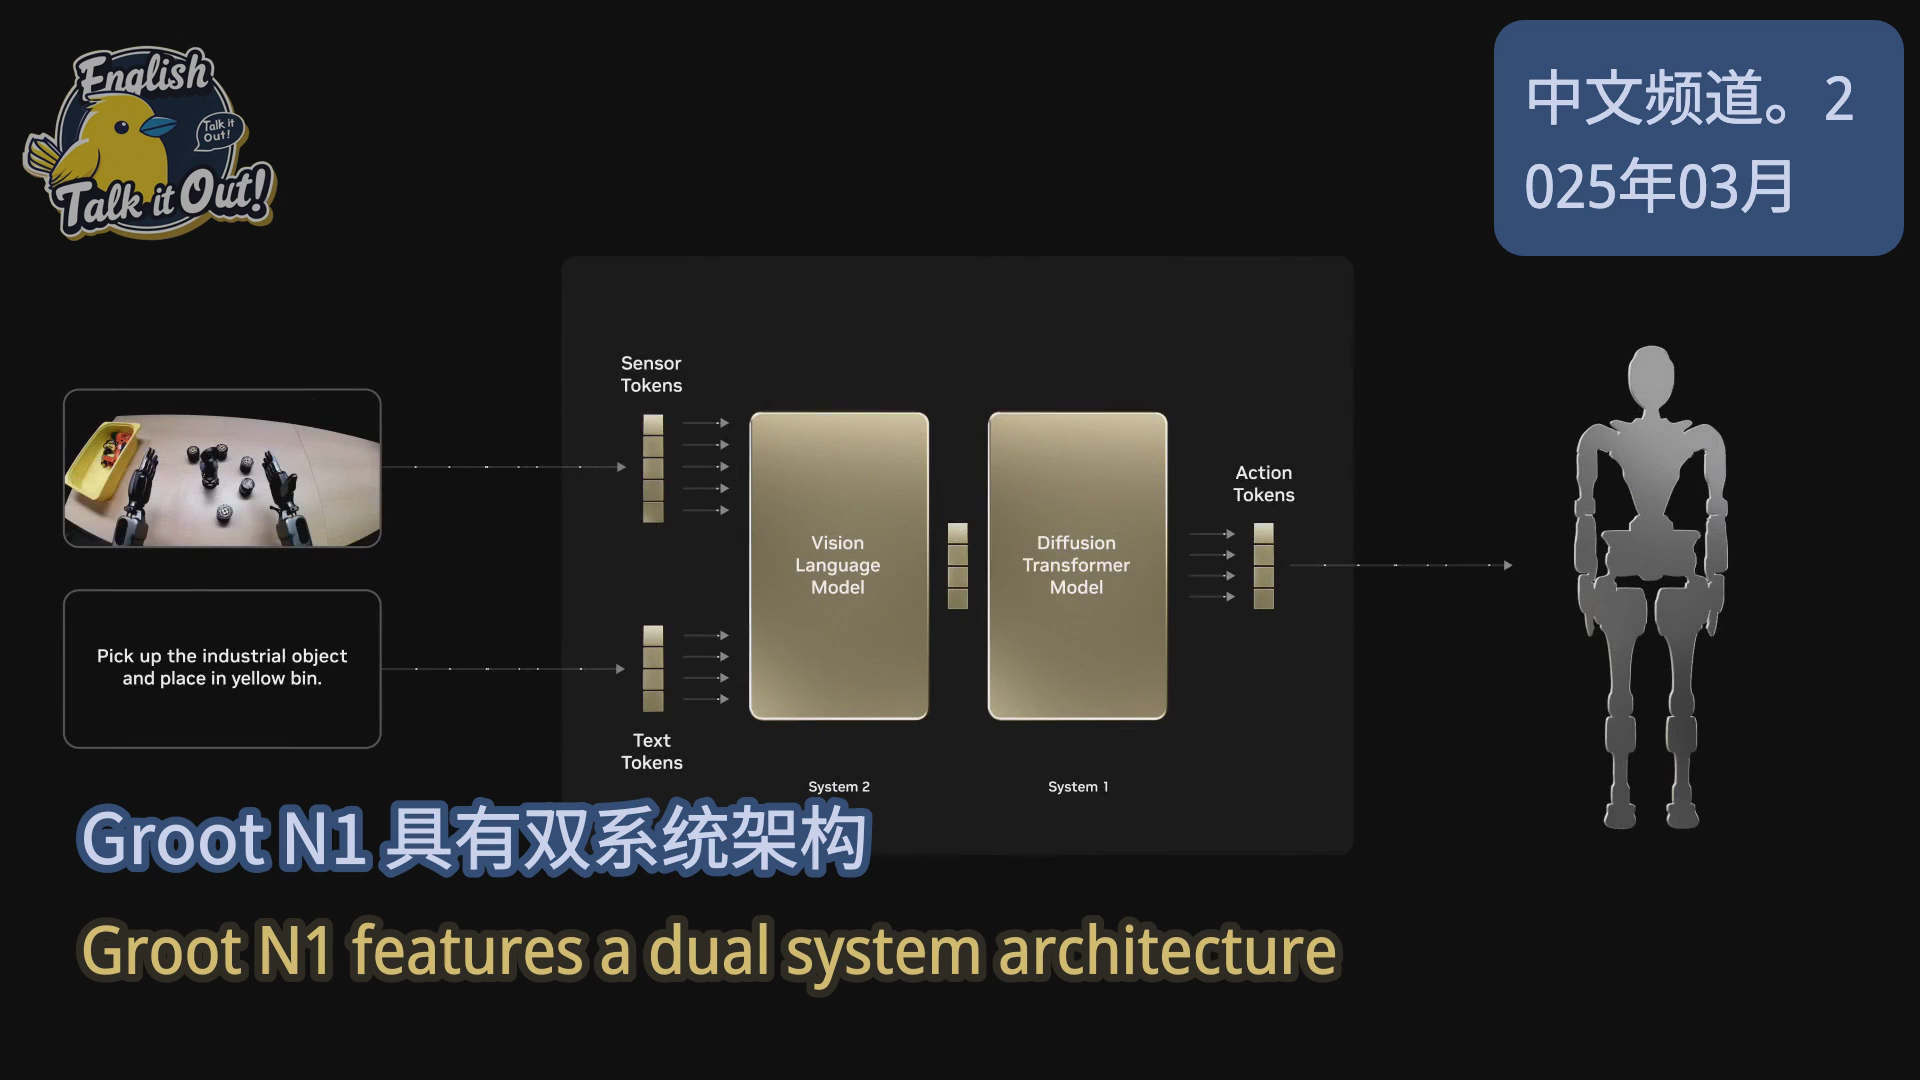 English
Talk it
Out!
Talk it Out!
中文频道。2
025年03月
Sensor
Tokens
Vision
Language
Model
Diffusion
Transformer
Model
Action
Tokens
Pick up the industrial object
and place in yellow bin.
Text
Tokens
System 2
System 1
Groot N1 具有双系统架构
Groot N1 features a dual system architecture